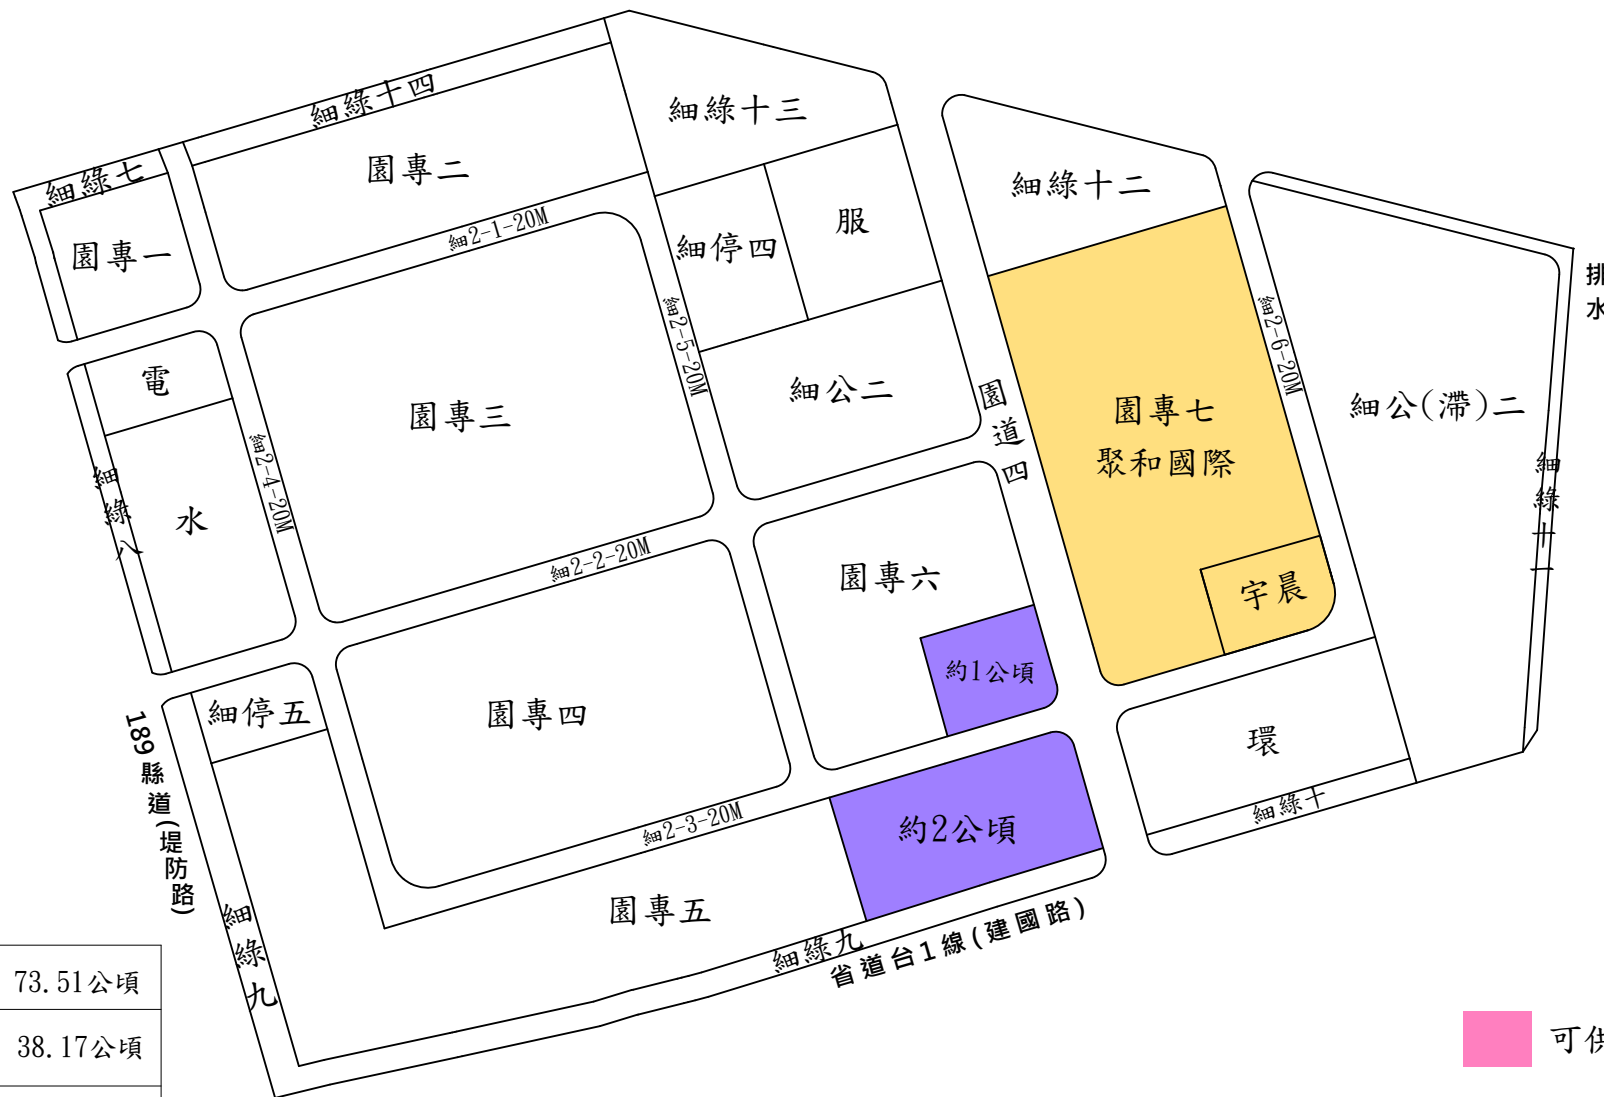 細綠十四
細綠十三
細綠七
園專二
細綠十二
園專一
細2-1-20M
細停四
服
排水
電
園專三
細2-5-20M
細公二
園道四
細2-6-20M
園專七
聚和國際
細公(滯)二
細綠八
水
細2-4-20M
細綠十一
細2-2-20M
園專六
宇晨
約1公頃
細停五
園專四
189縣道(堤防路)
環
細綠十
細2-3-20M
約2公頃
園專五
細綠九
細綠九
省道台1線(建國路)
73.51公頃
38.17公頃
可供